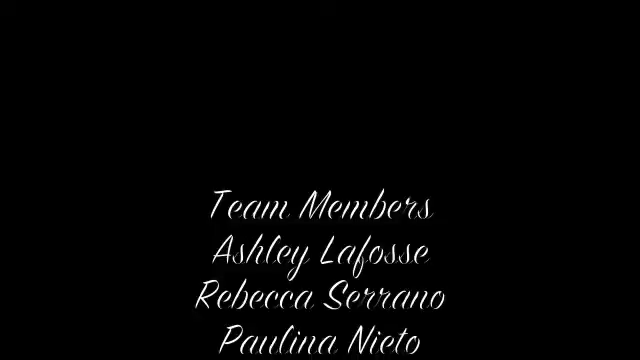 Team Members
Ashley Lafosse
Rebecca Serrano
Paulina Nieto